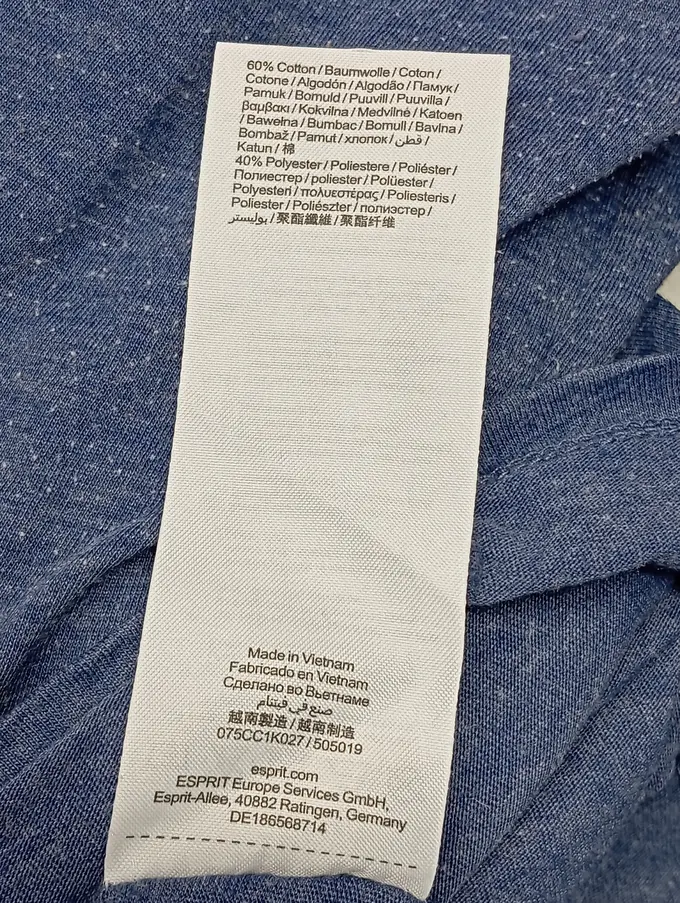 60% Cotton / Baumwolle / Coton /
Cotone / Algodón / Algodão / Памук /
Pamuk / Bomuld / Puuvill / Puuvilla /
βαμβακι / Kokvilna / Medvilnė / Katoen
/ Bawełna / Bumbac / Bomull / Bavlna /
Bombaž / Pamut / хлопок / قطن /
Katun / 棉
40% Polyester / Poliestere / Poliéster /
Полиестер / poliester / Polüester /
Polyesteri / πολυεστέρας / Poliesteris /
Poliester / Poliészter / полиэстер /
بوليستر / 聚酯纖維 / 聚酯纤维
Made in Vietnam
Fabricado en Vietnam
Сделано во Вьетнаме
صنع في فيتنام
越南製造 / 越南制造
075CC1K027 / 505019
esprit.com
ESPRIT Europe Services GmbH,
Esprit-Allee, 40882 Ratingen, Germany
DE186568714